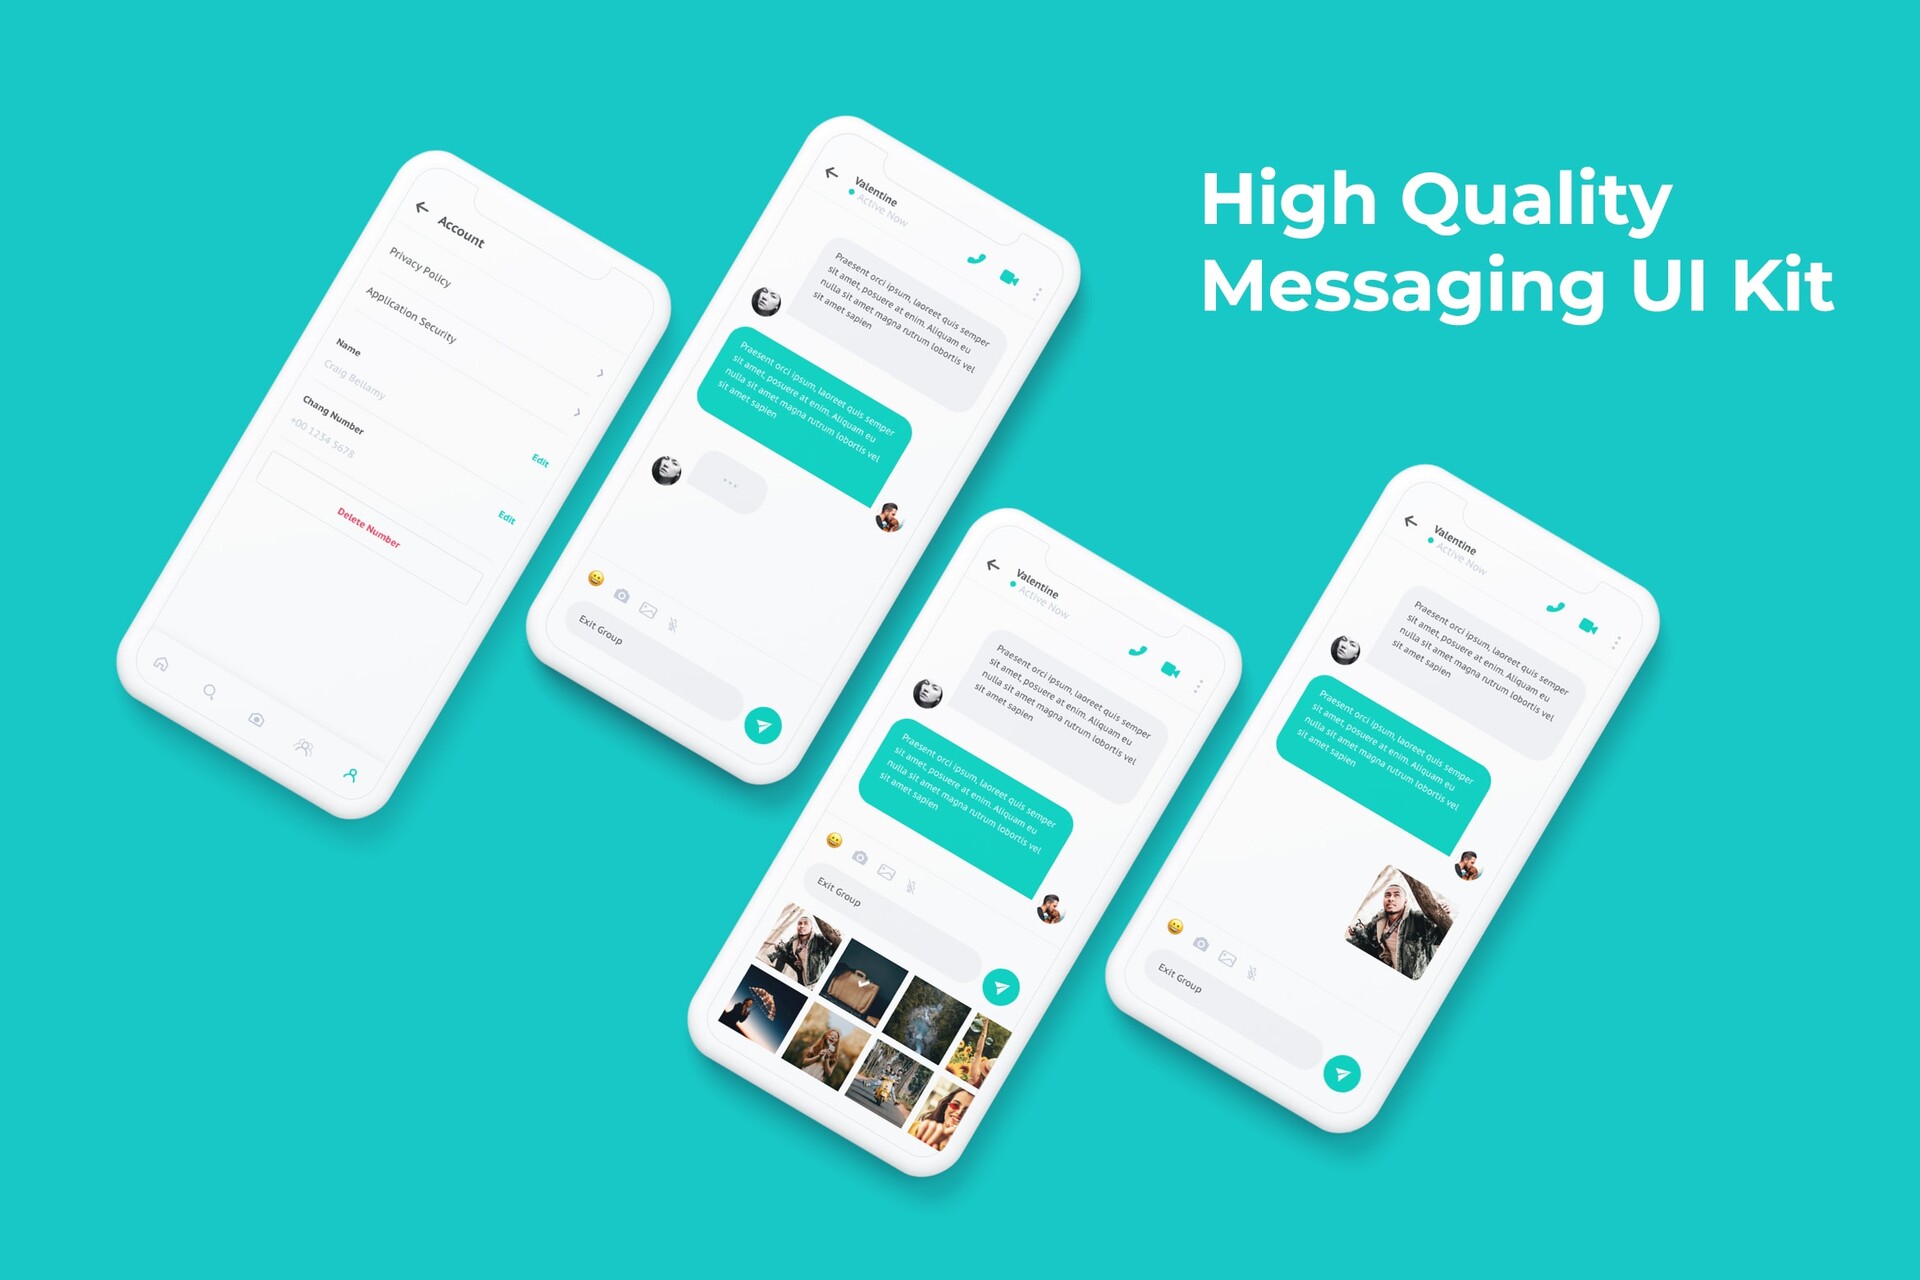 High Quality
Messaging UI Kit
Account
Privacy Policy
Application Security
Name
Craig Bellamy
Edit
Chang Number
+00 1234 5678
Edit
Delete Number
Valentine
Active Now
Praesent orci ipsum, laoreet quis semper
sit amet, posuere at enim. Aliquam eu
nulla sit amet magna rutrum lobortis vel
sit amet sapien
Praesent orci ipsum, laoreet quis semper
sit amet, posuere at enim. Aliquam eu
nulla sit amet magna rutrum lobortis vel
sit amet sapien
Exit Group
Valentine
Active Now
Praesent orci ipsum, laoreet quis semper
sit amet, posuere at enim. Aliquam eu
nulla sit amet magna rutrum lobortis vel
sit amet sapien
Praesent orci ipsum, laoreet quis semper
sit amet, posuere at enim. Aliquam eu
nulla sit amet magna rutrum lobortis vel
sit amet sapien
Exit Group
Valentine
Active Now
Praesent orci ipsum, laoreet quis semper
sit amet, posuere at enim. Aliquam eu
nulla sit amet magna rutrum lobortis vel
sit amet sapien
Praesent orci ipsum, laoreet quis semper
sit amet, posuere at enim. Aliquam eu
nulla sit amet magna rutrum lobortis vel
sit amet sapien
Exit Group